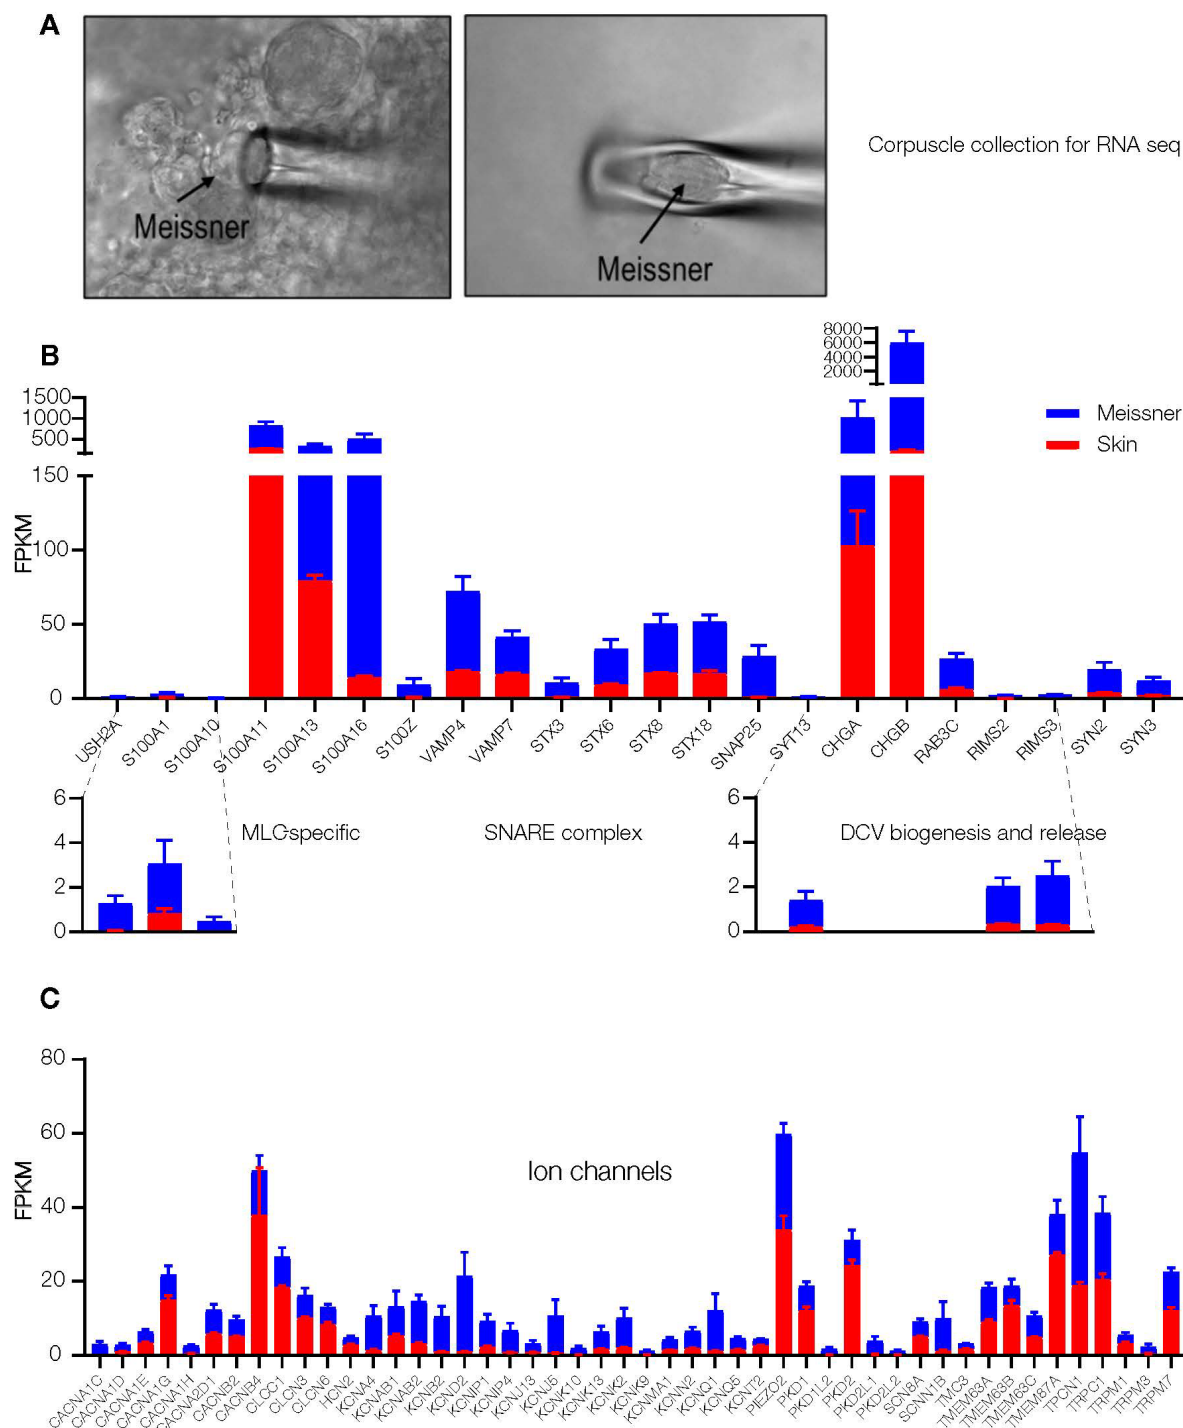 A
Meissner
Meissner
Corpuscle collection for RNA seq
B
8000
6000
4000
2000
1500
1000
500
150
100
50
0
FPKM
Meissner
Skin
USH2A
S100A1
S100A10
S100A11
S100A13
S100A16
S100Z
VAMP4
VAMP7
STX3
STX6
STX8
STX18
SNAP25
SYT13
CHGA
CHGB
RAB3C
RIMS2
RIMS3
SYN2
SYN3
6
4
2
0
MLC-specific
SNARE complex
6
4
2
0
DCV biogenesis and release
C
80
60
40
20
0
FPKM
Ion channels
CACNA1C
CACNA1D
CACNA1E
CACNA1G
CACNA1H
CACNA2D1
CACNB2
CACNB4
CLCC1
CLCN3
CLCN6
HCN2
KCNA4
KCNAB1
KCNAB2
KCNB2
KCND2
KCNIP1
KCNIP4
KCNJ13
KCNJ5
KCNK10
KCNK13
KCNK2
KCNK9
KCNMA1
KCNN2
KCNQ1
KCNQ5
KCNT2
PIEZO2
PKD1
PKD1L2
PKD2
PKD2L1
PKD2L2
SCN8A
SCNN1B
TMC3
TMEM63A
TMEM63B
TMEM63C
TMEM87A
TPCN1
TRPC1
TRPM1
TRPM3
TRPM7